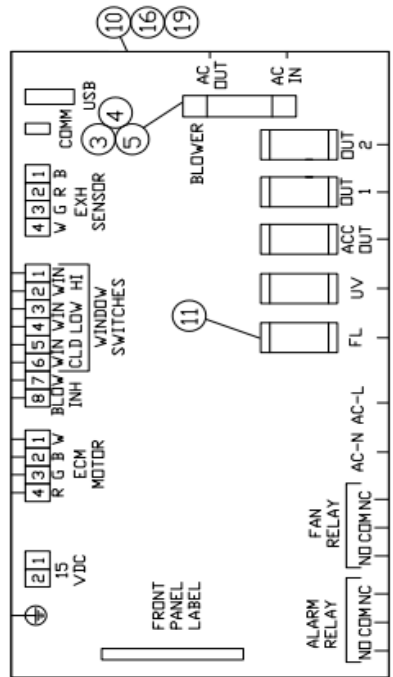 2 1
15
VDC
4 3 2 1
R G B W
ECM
MOTOR
8 7 6 5 4 3 2 1
BLOW WIN WIN WIN
INH CLD LOW HI
WINDOW
SWITCHES
4 3 2 1
W G R B
EXH
SENSOR
COMM
USB
10
16
19
3
4
5
FRONT
PANEL
LABEL
11
BLOWER
AC
OUT
AC
IN
ALARM
RELAY
NO COM NC
FAN
RELAY
NO COM NC
AC-N
AC-L
FL
UV
ACC
OUT
OUT
1
OUT
2